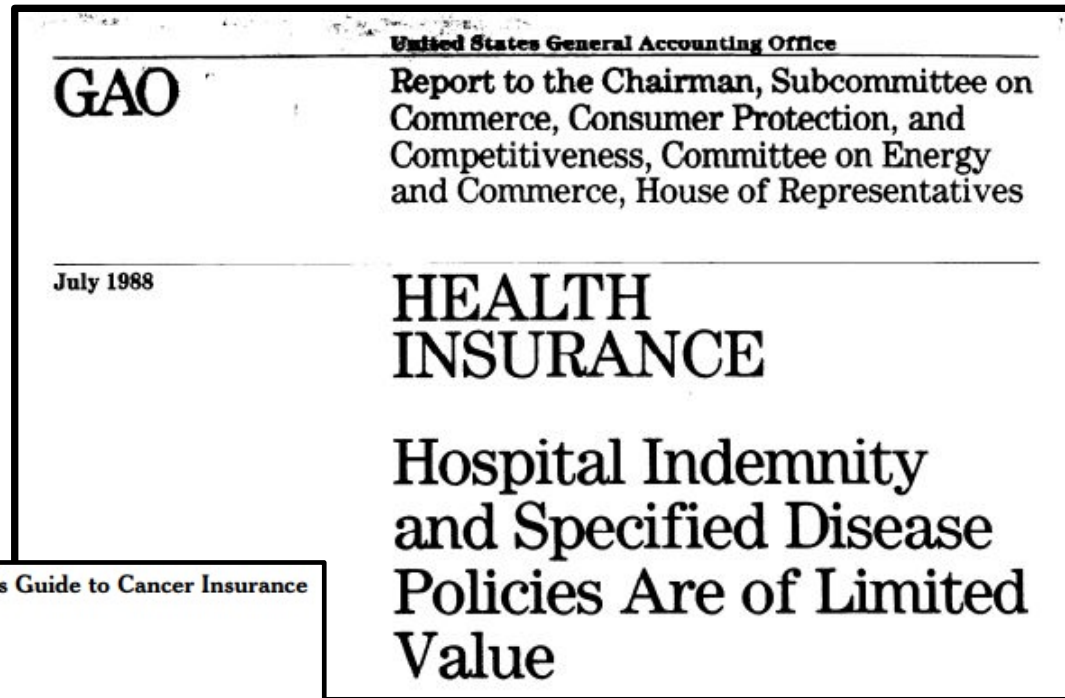 United States General Accounting Office
GAO
Report to the Chairman, Subcommittee on
Commerce, Consumer Protection, and
Competitiveness, Committee on Energy
and Commerce, House of Representatives
July 1988
HEALTH
INSURANCE
Hospital Indemnity
and Specified Disease
Policies Are of Limited
Value
s Guide to Cancer Insurance